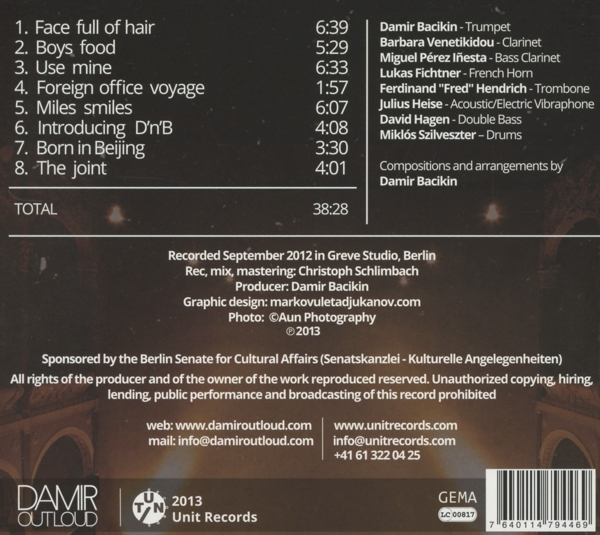 1. Face full of hair 6:39
2. Boys food 5:29
3. Use mine 6:33
4. Foreign office voyage 1:57
5. Miles smiles 6:07
6. Introducing D'n'B 4:08
7. Born in Beijing 3:30
8. The joint 4:01
TOTAL 38:28
Damir Bacikin - Trumpet
Barbara Venetikidou - Clarinet
Miguel Pérez Iñesta - Bass Clarinet
Lukas Fichtner - French Horn
Ferdinand "Fred" Hendrich - Trombone
Julius Heise - Acoustic/Electric Vibraphone
David Hagen - Double Bass
Miklós Szilveszter – Drums
Compositions and arrangements by
Damir Bacikin
Recorded September 2012 in Greve Studio, Berlin
Rec, mix, mastering: Christoph Schlimbach
Producer: Damir Bacikin
Graphic design: markovuletadjukanov.com
Photo: ©Aun Photography
℗2013
Sponsored by the Berlin Senate for Cultural Affairs (Senatskanzlei - Kulturelle Angelegenheiten)
All rights of the producer and of the owner of the work reproduced reserved. Unauthorized copying, hiring,
lending, public performance and broadcasting of this record prohibited
web: www.damiroutloud.com
mail: info@damiroutloud.com
www.unitrecords.com
info@unitrecords.com
+41 61 322 04 25
DAMIR
OUTLOUD
UNIT
2013
Unit Records
GEMA
LC 00817
7 640114 794469